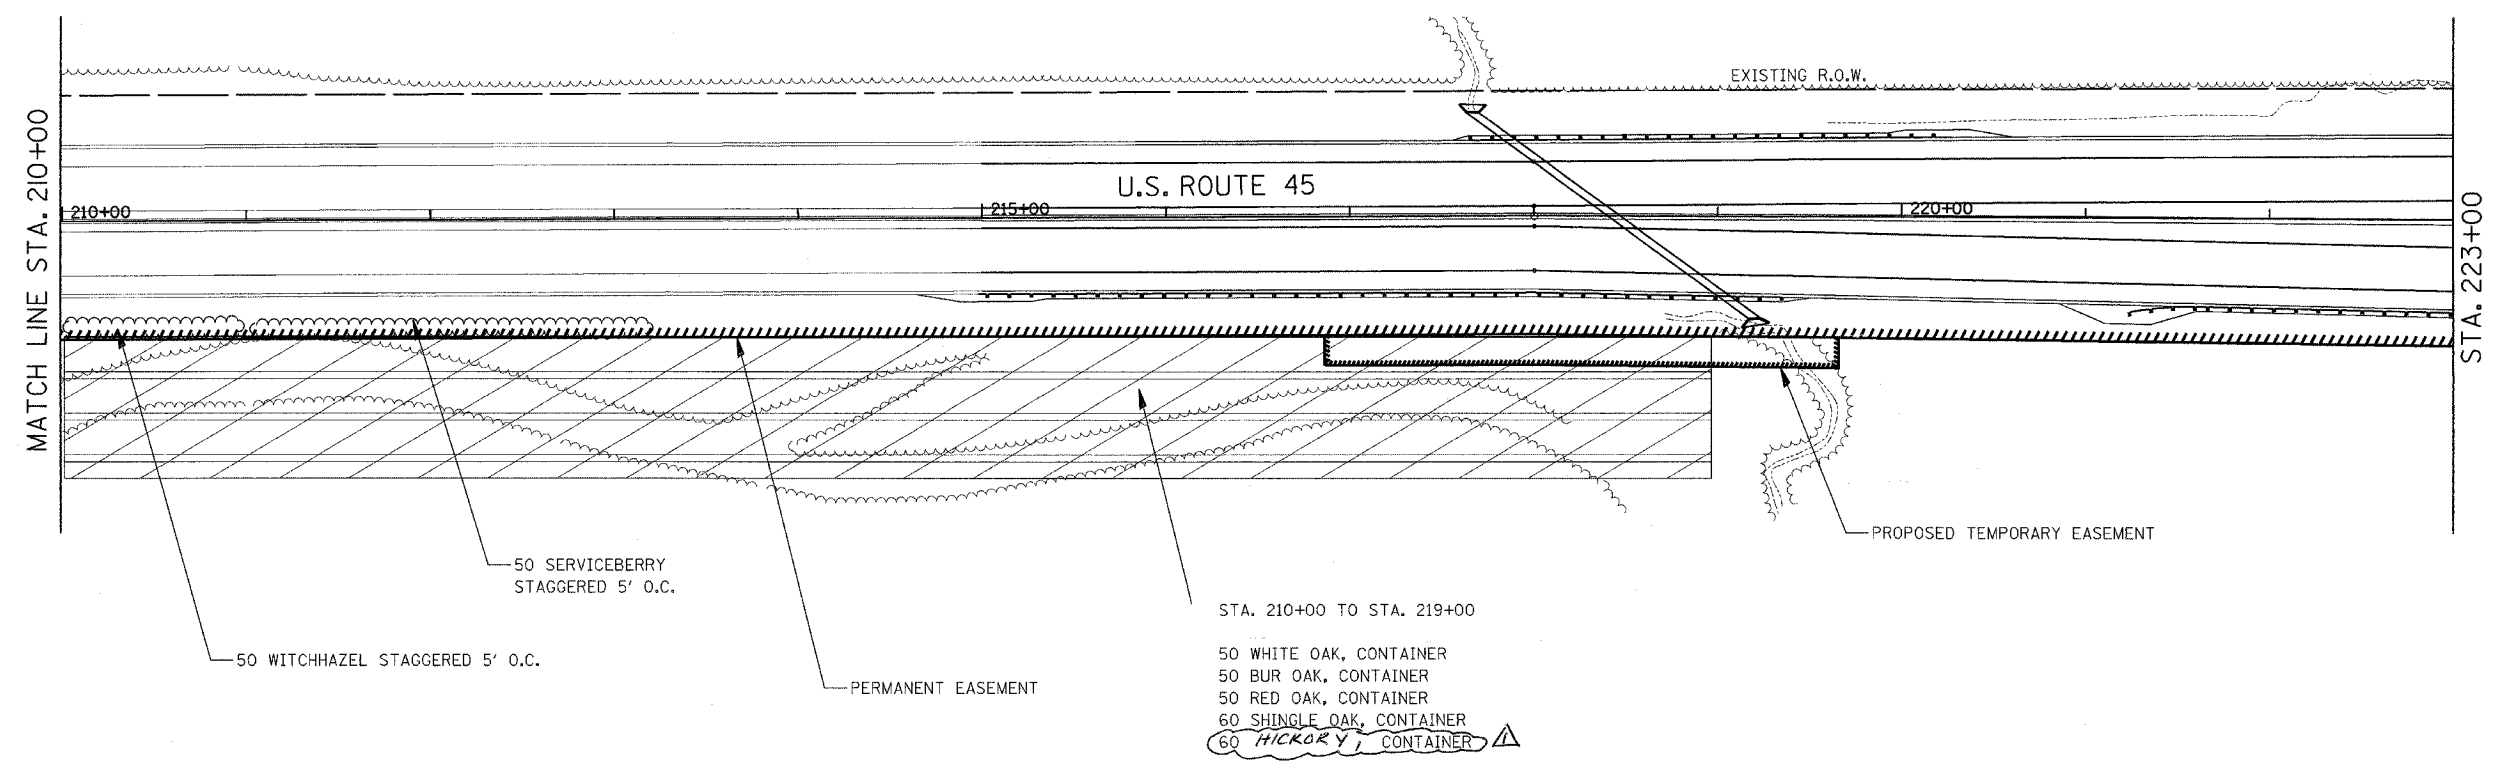 EXISTING R.O.W.
MATCH LINE STA. 210+00
U.S. ROUTE 45
210+00
215+00
220+00
STA. 223+00
PROPOSED TEMPORARY EASEMENT
50 SERVICEBERRY
STAGGERED 5' O.C.
50 WITCHHAZEL STAGGERED 5' O.C.
PERMANENT EASEMENT
STA. 210+00 TO STA. 219+00
50 WHITE OAK, CONTAINER
50 BUR OAK, CONTAINER
50 RED OAK, CONTAINER
60 SHINGLE OAK, CONTAINER
60 HICKORY, CONTAINER 1